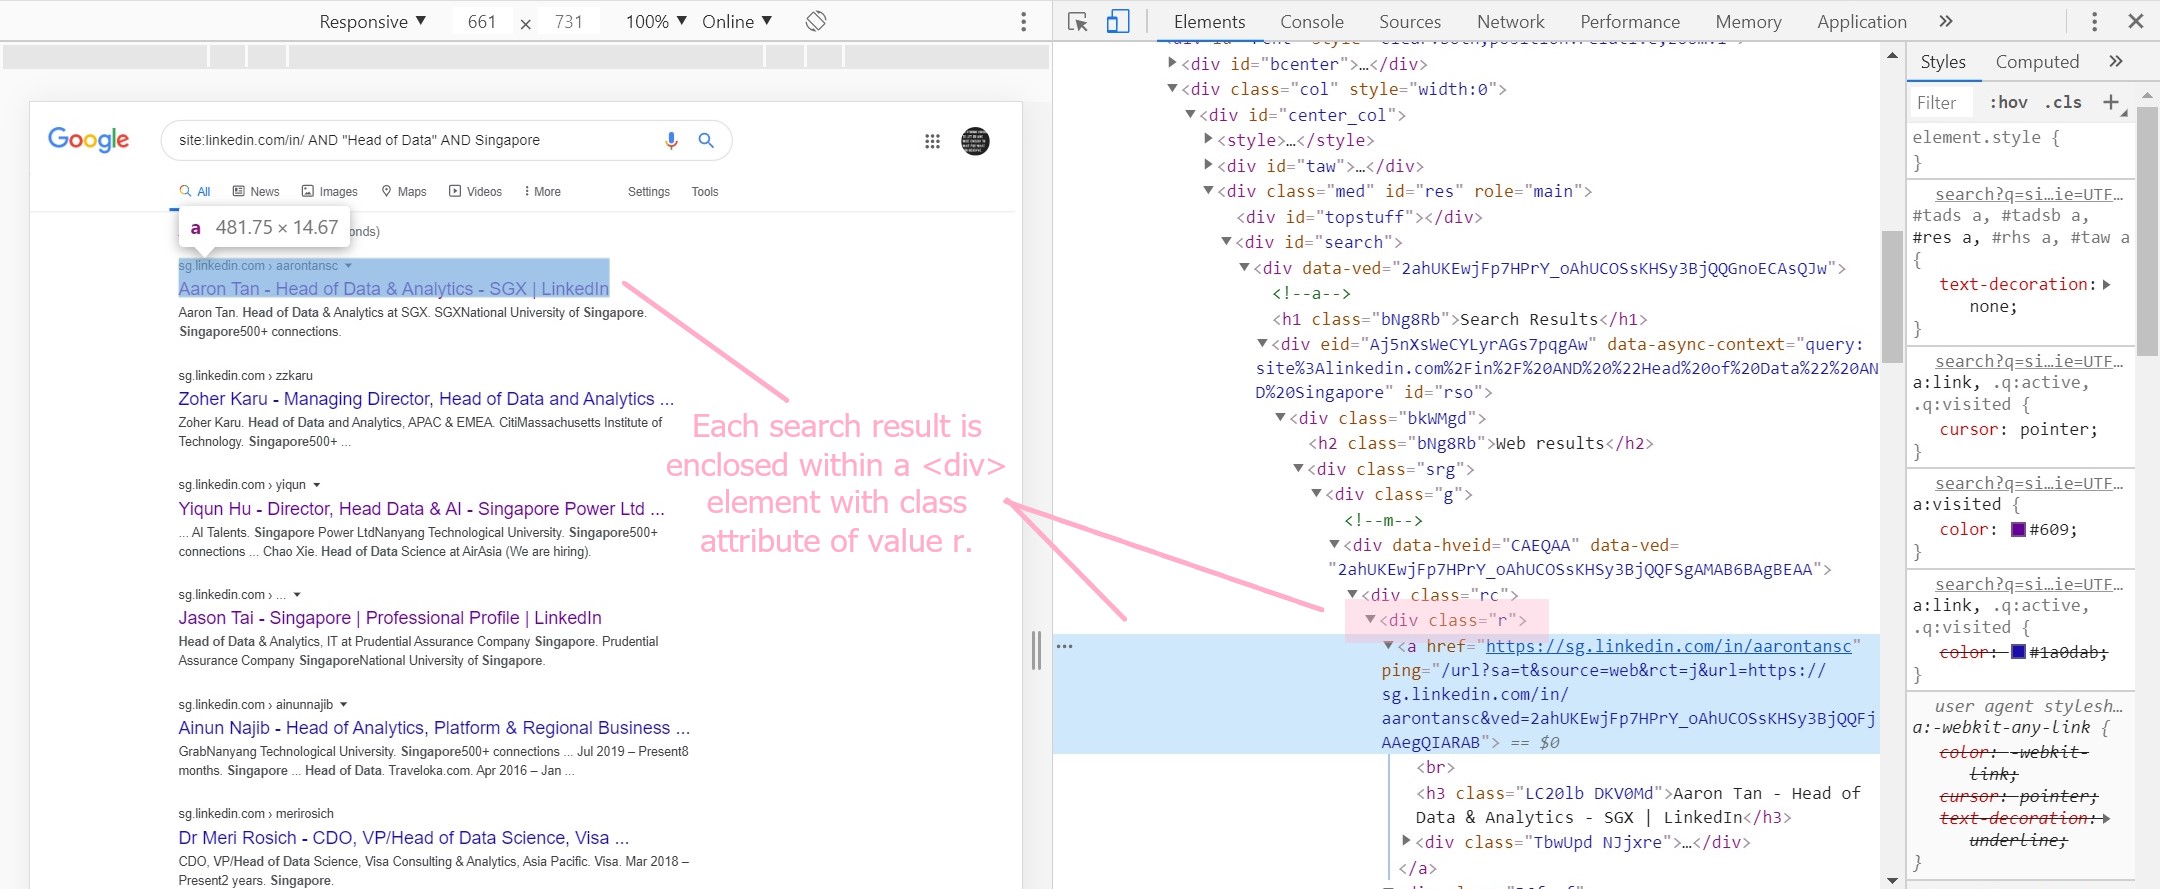 Responsive ▼ 661 × 731 100% ▼ Online ▼
Google
site:linkedin.com/in/ AND "Head of Data" AND Singapore
All News Images Maps Videos More Settings Tools
a 481.75 × 14.67
onds)
sg.linkedin.com › aarontansc ▼
Aaron Tan - Head of Data & Analytics - SGX | LinkedIn
Aaron Tan. Head of Data & Analytics at SGX. SGXNational University of Singapore.
Singapore500+ connections.
sg.linkedin.com › zzkaru
Zoher Karu - Managing Director, Head of Data and Analytics ...
Zoher Karu. Head of Data and Analytics, APAC & EMEA. CitiMassachusetts Institute of
Technology. Singapore500+ ...
sg.linkedin.com › yiqun ▼
Yiqun Hu - Director, Head Data & AI - Singapore Power Ltd ...
... AI Talents. Singapore Power LtdNanyang Technological University. Singapore500+
connections ... Chao Xie. Head of Data Science at AirAsia (We are hiring).
sg.linkedin.com › ... ▼
Jason Tai - Singapore | Professional Profile | LinkedIn
Head of Data & Analytics, IT at Prudential Assurance Company Singapore. Prudential
Assurance Company SingaporeNational University of Singapore.
sg.linkedin.com › ainunnajib ▼
Ainun Najib - Head of Analytics, Platform & Regional Business ...
GrabNanyang Technological University. Singapore500+ connections ... Jul 2019 – Present8
months. Singapore ... Head of Data. Traveloka.com. Apr 2016 – Jan ...
sg.linkedin.com › merirosich
Dr Meri Rosich - CDO, VP/Head of Data Science, Visa ...
CDO, VP/Head of Data Science, Visa Consulting & Analytics, Asia Pacific. Visa. Mar 2018 –
Present2 years. Singapore.
Each search result is
enclosed within a <div>
element with class
attribute of value r.
Elements Console Sources Network Performance Memory Application »
▶<div id="bcenter">…</div>
▼<div class="col" style="width:0">
▼<div id="center_col">
▶<style>…</style>
▶<div id="taw">…</div>
▼<div class="med" id="res" role="main">
<div id="topstuff"></div>
▼<div id="search">
▼<div data-ved="2ahUKEwjFp7HPrY_oAhUCOSsKHSy3BjQQGnoECAsQJw">
<!--a-->
<h1 class="bNg8Rb">Search Results</h1>
▼<div eid="Aj5nXsWeCYLyrAGs7pqgAw" data-async-context="query:
site%3Alinkedin.com%2Fin%2F%20AND%20%22Head%20of%20Data%22%20AN
D%20Singapore" id="rso">
▼<div class="bkWMgd">
<h2 class="bNg8Rb">Web results</h2>
▼<div class="srg">
▼<div class="g">
<!--m-->
▼<div data-hveid="CAEQAA" data-ved=
"2ahUKEwjFp7HPrY_oAhUCOSsKHSy3BjQQFSgAMAB6BAgBEAA">
▼<div class="rc">
▼<div class="r">
… ▼<a href="https://sg.linkedin.com/in/aarontansc"
ping="/url?sa=t&source=web&rct=j&url=https://
sg.linkedin.com/in/
aarontansc&ved=2ahUKEwjFp7HPrY_oAhUCOSsKHSy3BjQQFj
AAegQIARAB"> == $0
<br>
<h3 class="LC20lb DKV0Md">Aaron Tan - Head of
Data & Analytics - SGX | LinkedIn</h3>
▶<div class="TbwUpd NJjxre">…</div>
</a>
Styles Computed »
Filter :hov .cls +
element.style {
}
search?q=si…ie=UTF…
#tads a, #tadsb a,
#res a, #rhs a, #taw a
{
text-decoration: ▶
none;
}
search?q=si…ie=UTF…
a:link, .q:active,
.q:visited {
cursor: pointer;
}
search?q=si…ie=UTF…
a:visited {
color: #609;
}
search?q=si…ie=UTF…
a:link, .q:active,
.q:visited {
color: #1a0dab;
}
user agent stylesh…
a:-webkit-any-link {
color: -webkit-
link;
cursor: pointer;
text-decoration: ▶
underline;
}